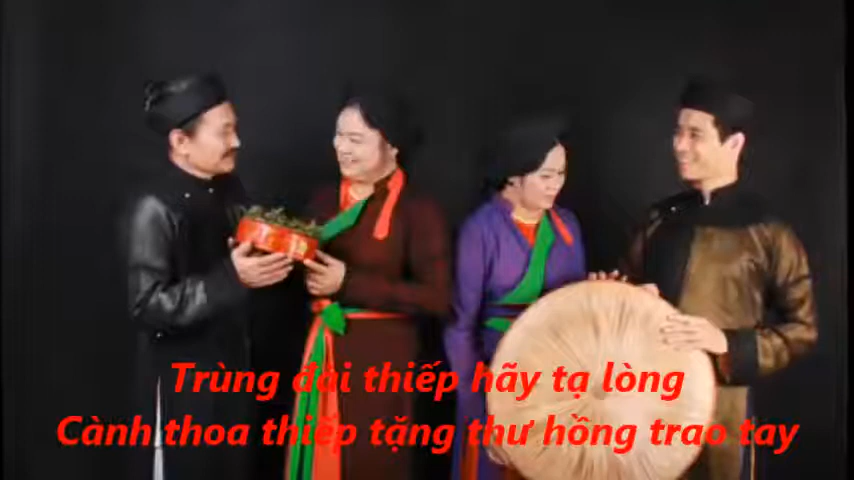 Trùng đài thiếp hãy tạ lòng
Cành thoa thiếp tặng thư hồng trao tay